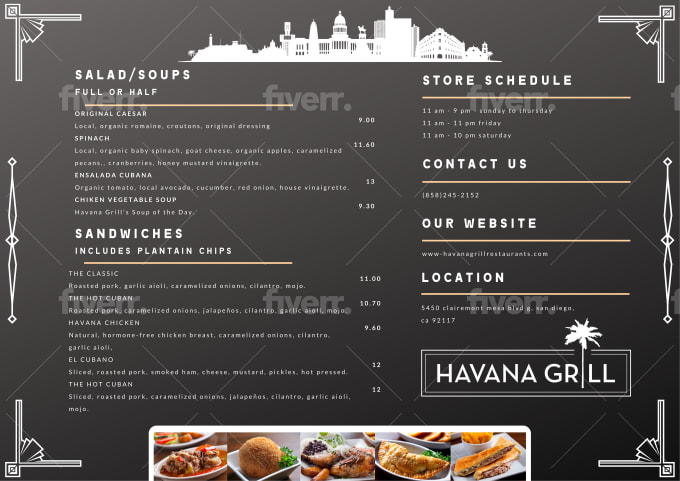 SALAD/SOUPS
FULL OR HALF
ORIGINAL CAESAR
Local, organic romaine, croutons, original dressing
9.00
SPINACH
Local, organic baby spinach, goat cheese, organic apples, caramelized
pecans,, cranberries, honey mustard vinaigrette.
11.60
ENSALADA CUBANA
Organic tomato, local avocado, cucumber, red onion, house vinaigrette.
13
CHIKEN VEGETABLE SOUP
Havana Grill's Soup of the Day.
9.30
SANDWICHES
INCLUDES PLANTAIN CHIPS
THE CLASSIC
Roasted pork, garlic aioli, caramelized onions, cilantro, mojo.
11.00
THE HOT CUBAN
Roasted pork, caramelized onions, jalapeños, cilantro, garlic aioli, mojo.
10.70
HAVANA CHICKEN
Natural, hormone-free chicken breast, caramelized onions, cilantro,
garlic aioli,
9.60
EL CUBANO
Sliced, roasted pork, smoked ham, cheese, mustard, pickles, hot pressed.
12
THE HOT CUBAN
Sliced, roasted pork, caramelized onions, jalapeños, cilantro, garlic aioli,
mojo.
12
STORE SCHEDULE
11 am - 9 pm - sunday to thursday
11 am - 11 pm friday
11 am - 10 pm saturday
CONTACT US
(858)245-2152
OUR WEBSITE
www-havanagrillrestaurants.com
LOCATION
5450 clairemont mesa blvd g, san diego,
ca 92117
HAVANA GRILL
fiverr.
fiverr.
fiverr.
fiverr.
fiverr.
fiverr.